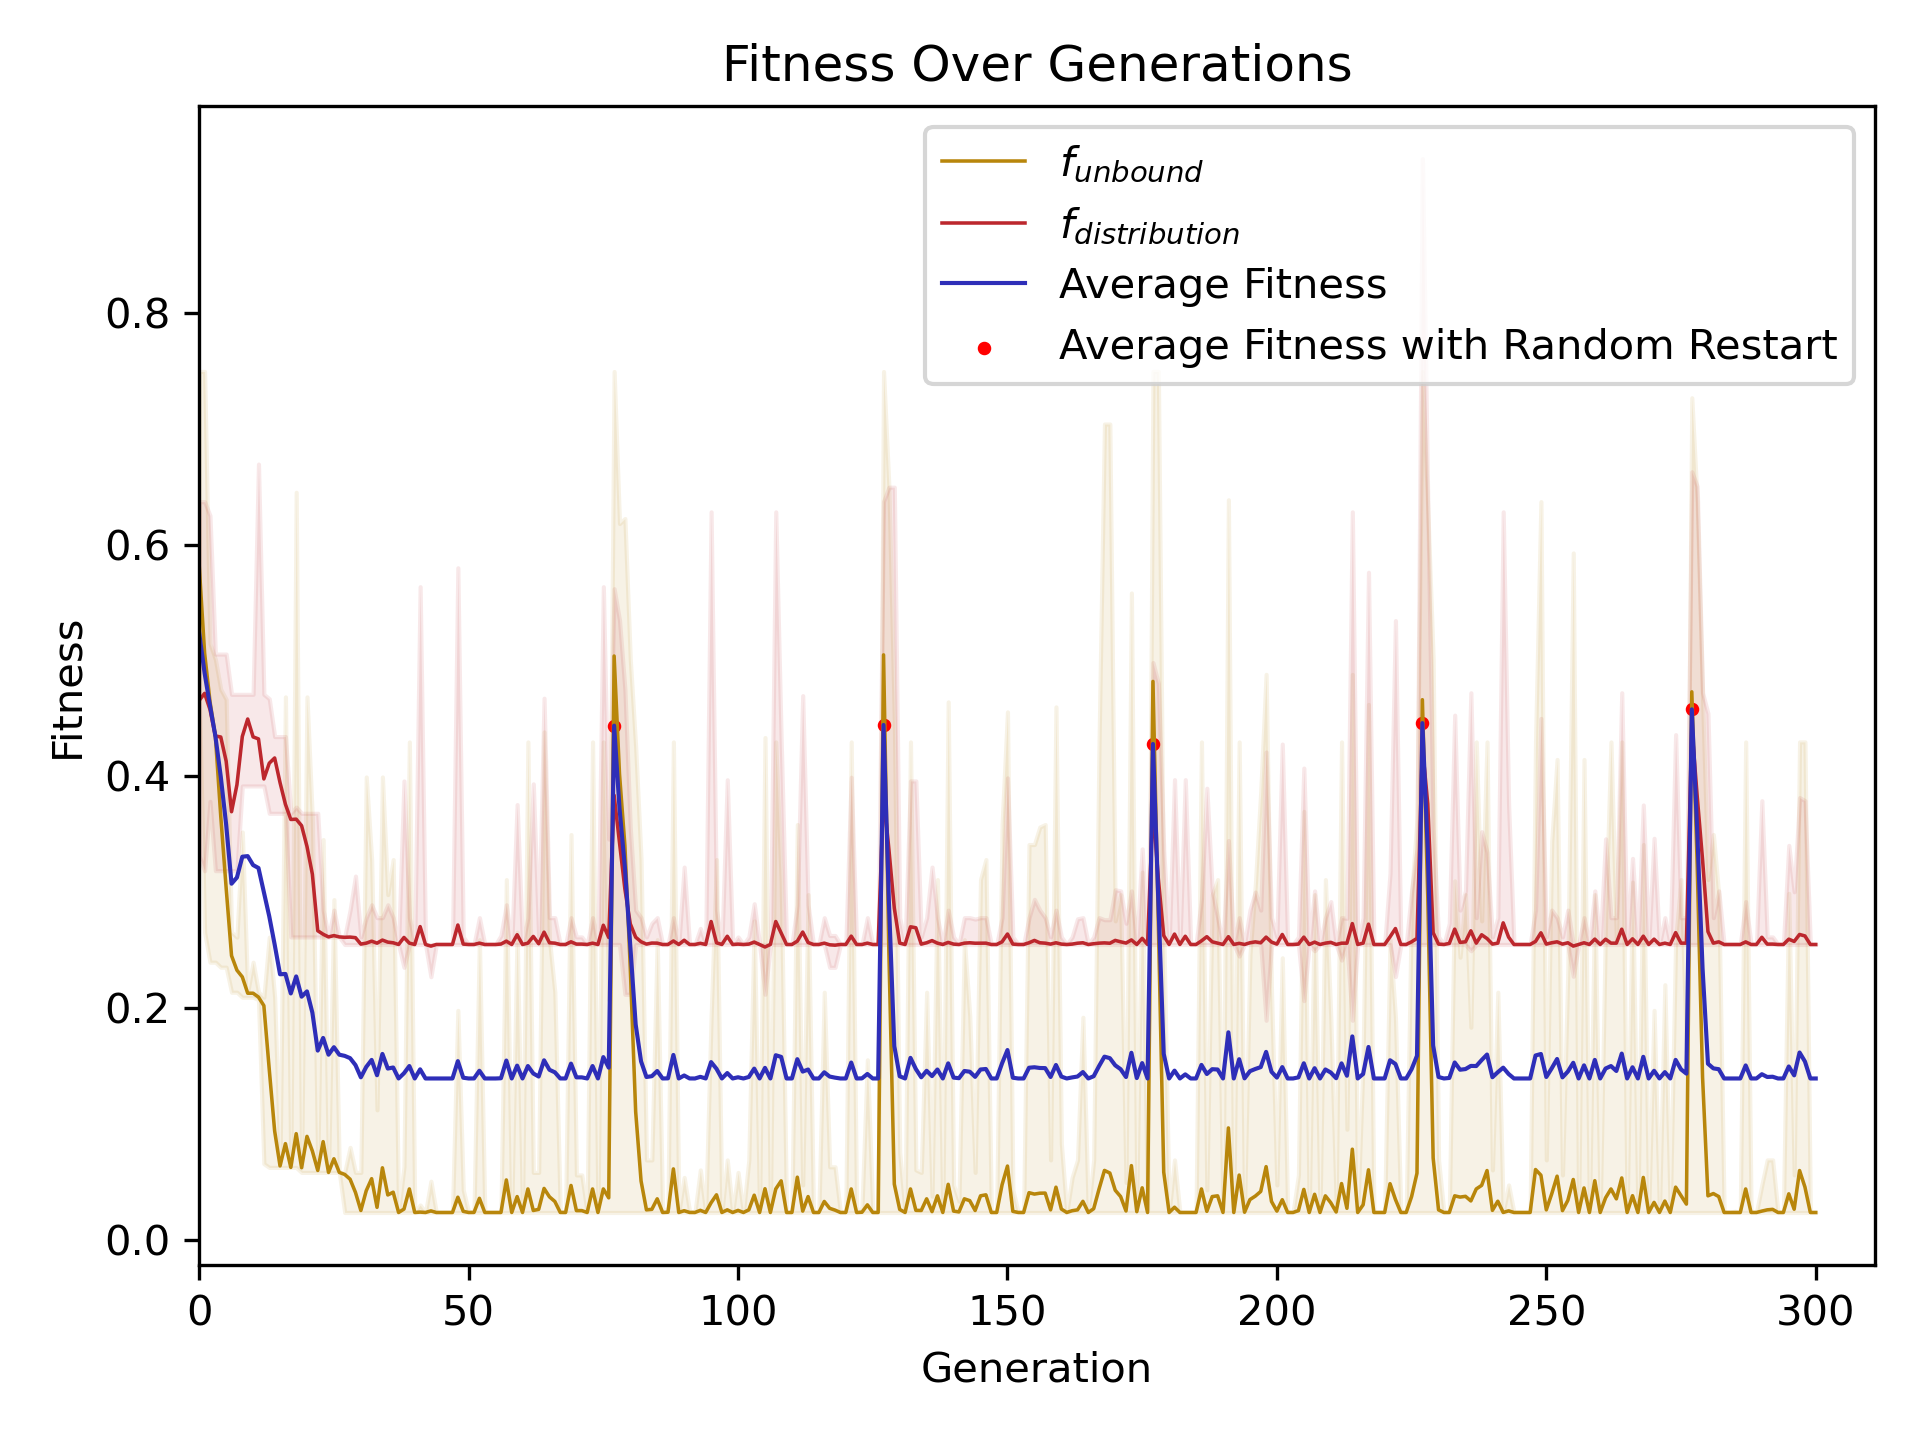 Fitness Over Generations
f_unbound
f_distribution
Average Fitness
Average Fitness with Random Restart
Fitness
0.8
0.6
0.4
0.2
0.0
0 50 100 150 200 250 300
Generation